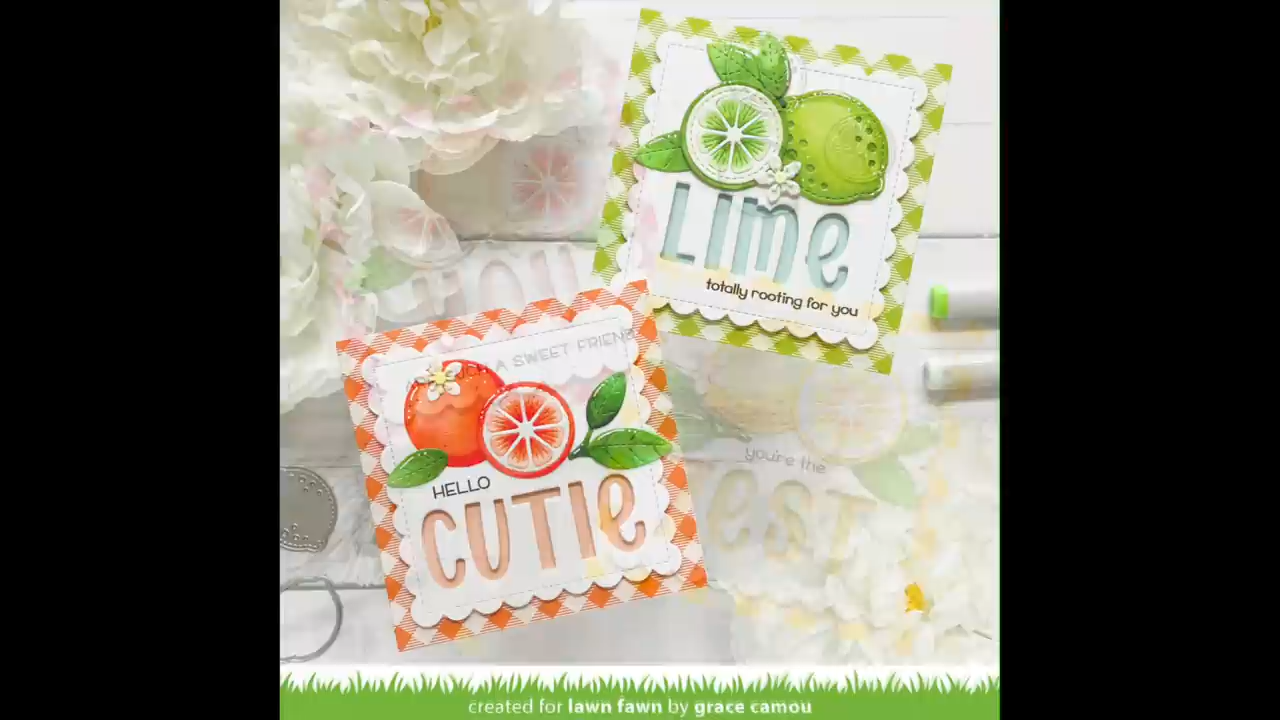 LIME
totally rooting for you
YOU
A SWEET FRIEND
you're the
HELLO
CUTIE
created for lawn fawn by grace camou